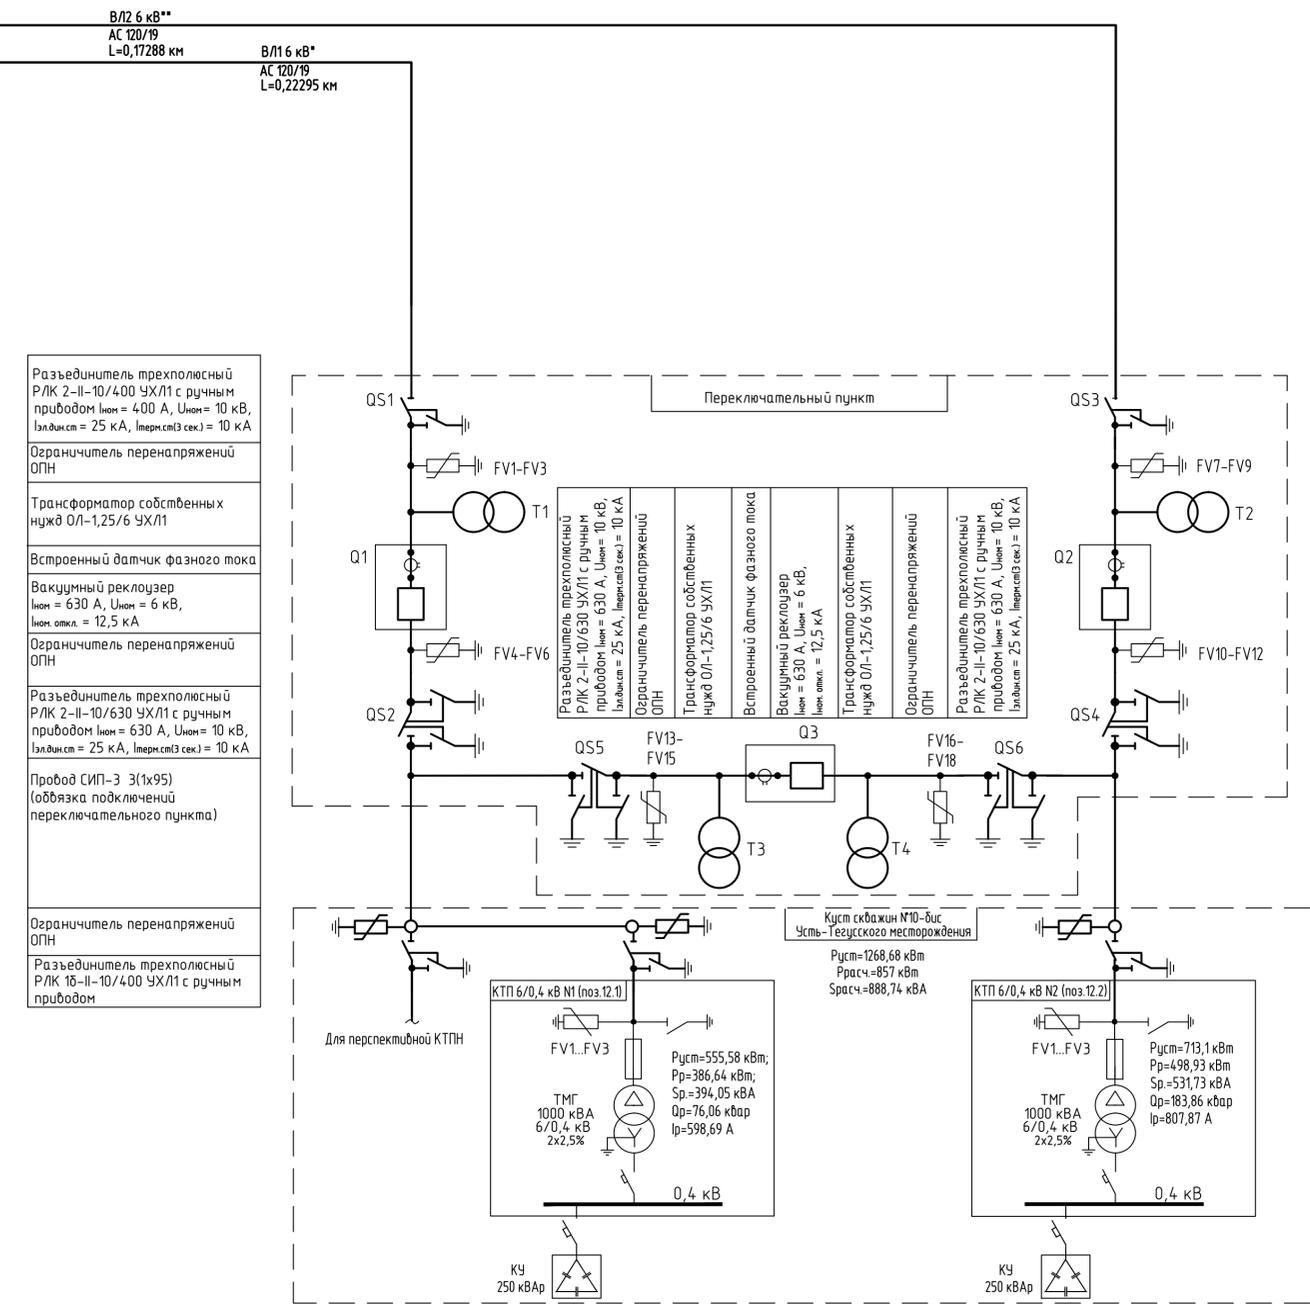 ВЛ2 6 кВ**
АС 120/19
L=0,17288 км
ВЛ1 6 кВ*
АС 120/19
L=0,22295 км
Разъединитель трехполюсный
РЛК 2-II-10/400 УХЛ1 с ручным
приводом Iном = 400 А, Uном= 10 кВ,
Iэл.дин.ст = 25 кА, Iтерм.ст(3 сек.) = 10 кА
Ограничитель перенапряжений
ОПН
Трансформатор собственных
нужд ОЛ-1,25/6 УХЛ1
Встроенный датчик фазного тока
Вакуумный реклоузер
Iном = 630 А, Uном = 6 кВ,
Iном. откл. = 12,5 кА
Ограничитель перенапряжений
ОПН
Разъединитель трехполюсный
РЛК 2-II-10/630 УХЛ1 с ручным
приводом Iном= 630 А, Uном= 10 кВ,
Iэл.дин.ст = 25 кА, Iтерм.ст(3 сек.) = 10 кА
Провод СИП-3 3(1х95)
(обвязка подключений
переключательного пункта)
Ограничитель перенапряжений
ОПН
Разъединитель трехполюсный
РЛК 1б-II-10/400 УХЛ1 с ручным
приводом
Переключательный пункт
QS1
FV1-FV3
T1
Q1
FV4-FV6
QS2
QS3
FV7-FV9
T2
Q2
FV10-FV12
QS4
Разъединитель трехполюсный
РЛК 2-II-10/630 УХЛ1 с ручным
приводом Iном= 630 А, Uном= 10 кВ,
Iэл.дин.ст = 25 кА, Iтерм.ст(3 сек.) = 10 кА
Ограничитель перенапряжений
ОПН
Трансформатор собственных
нужд ОЛ-1,25/6 УХЛ1
Встроенный датчик фазного тока
Вакуумный реклоузер
Iном = 630 А, Uном = 6 кВ,
Iном. откл. = 12,5 кА
Трансформатор собственных
нужд ОЛ-1,25/6 УХЛ1
Ограничитель перенапряжений
ОПН
Разъединитель трехполюсный
РЛК 2-II-10/630 УХЛ1 с ручным
приводом Iном= 630 А, Uном= 10 кВ,
Iэл.дин.ст = 25 кА, Iтерм.ст(3 сек.) = 10 кА
QS5
FV13-
FV15
Q3
FV16-
FV18
QS6
T3
T4
Куст скважин №10-бис
Усть-Тегусского месторождения
Руст=1268,68 кВт
Ррасч.=857 кВт
Sрасч.=888,74 кВА
Для перспективной КТПН
КТП 6/0,4 кВ N1 (поз.12.1)
FV1...FV3
Руст=555,58 кВт;
Рр=386,64 кВт;
Sр.=394,05 кВА
Qр=76,06 квар
Iр=598,69 А
ТМГ
1000 кВА
6/0,4 кВ
2х2,5%
0,4 кВ
КУ
250 кВАр
КТП 6/0,4 кВ N2 (поз.12.2)
FV1...FV3
Руст=713,1 кВт
Рр=498,93 кВт
Sр.=531,73 кВА
Qр=183,86 квар
Iр=807,87 А
ТМГ
1000 кВА
6/0,4 кВ
2х2,5%
0,4 кВ
КУ
250 кВАр